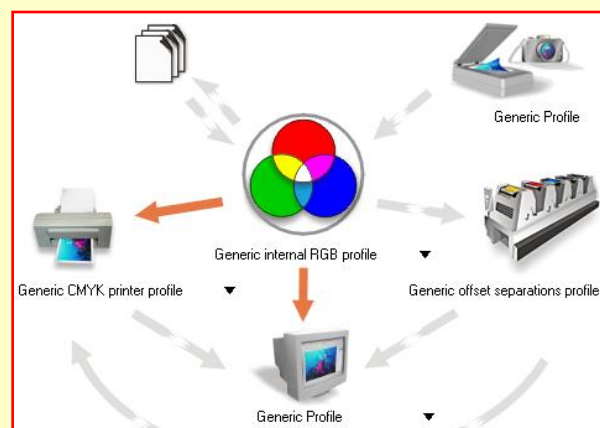 Generic Profile
Generic internal RGB profile
Generic CMYK printer profile
Generic offset separations profile
Generic Profile